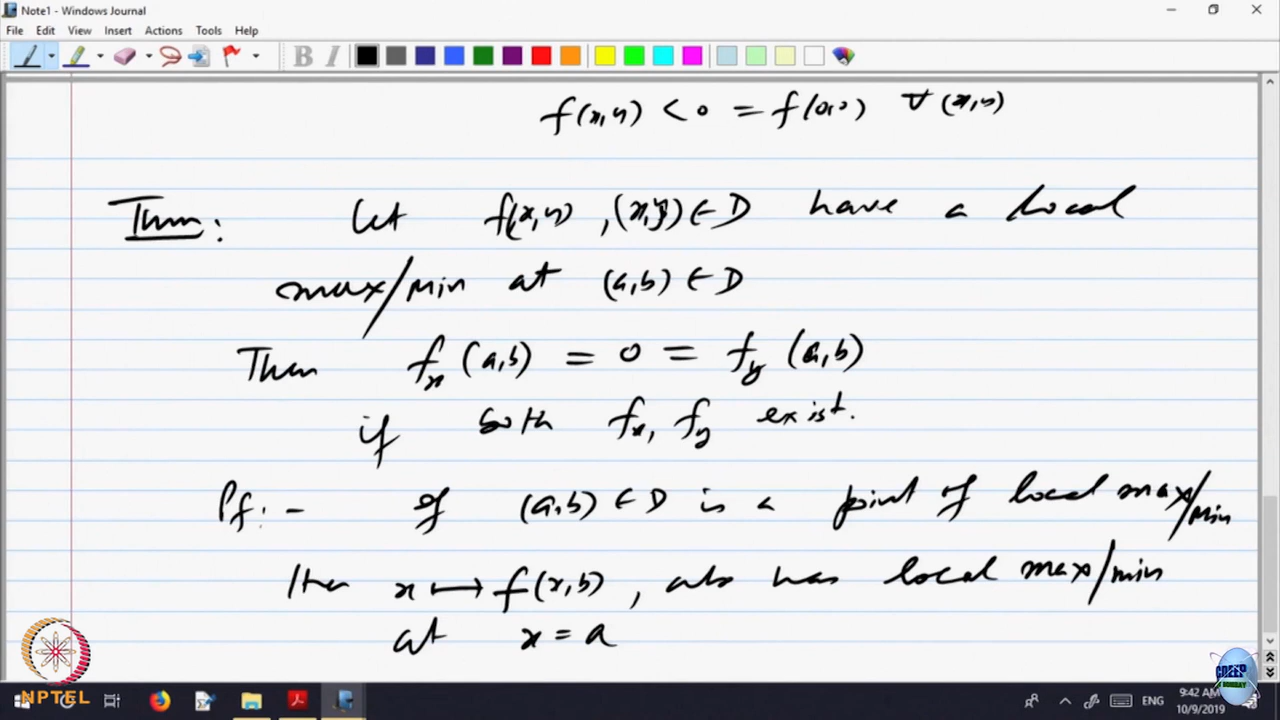 Note1 - Windows Journal
File Edit View Insert Actions Tools Help
B I
f(x,y) < 0 = f(0,0) ∀ (x,y)
Thm: Let f(x,y), (x,y) ∈ D have a local
max/min at (a,b) ∈ D
Then f_x (a,b) = 0 = f_y (a,b)
if both f_x, f_y exist.
Pf:- If (a,b) ∈ D is a point of local max/min
then x ↦ f(x,b), also has local max/min
at x = a
NPTEL
ENG
9:42 AM
10/9/2019